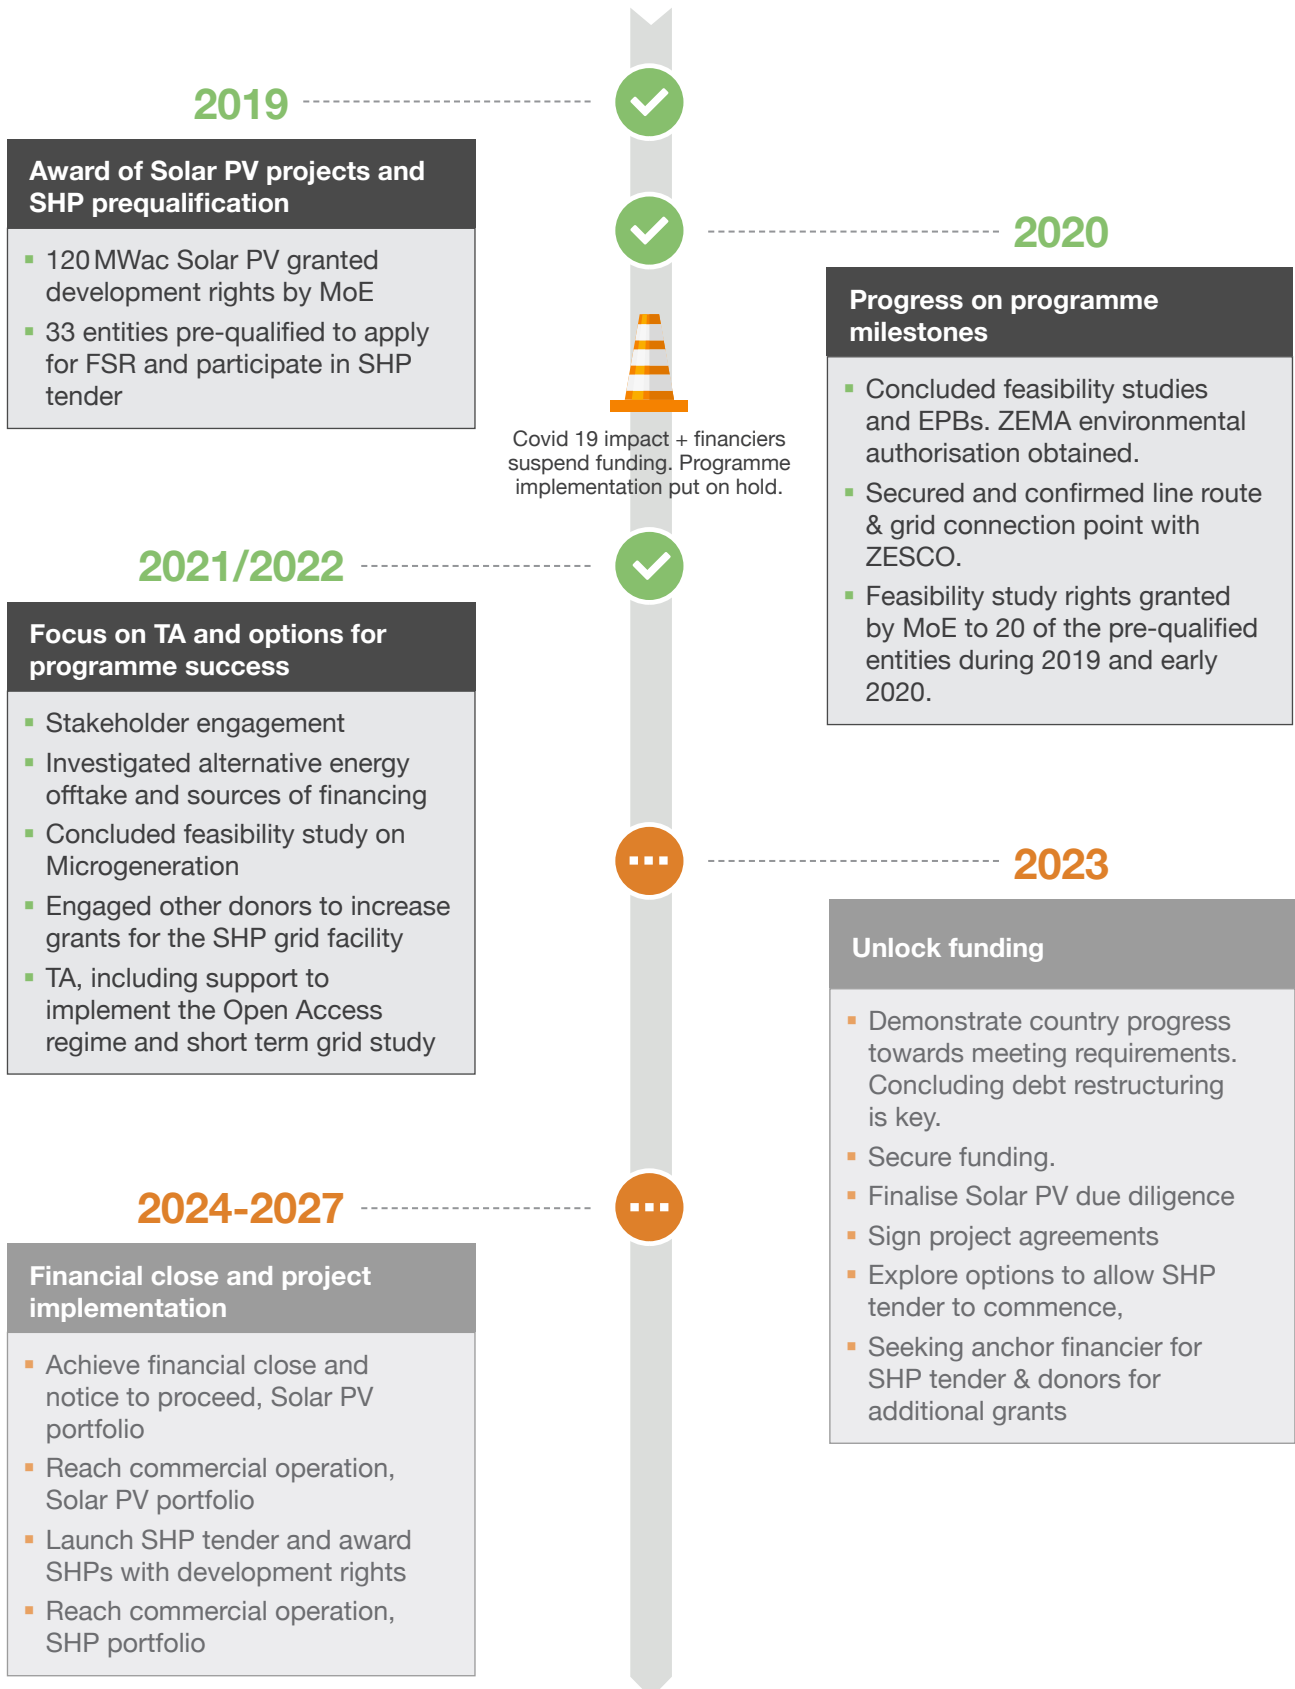 2019
Award of Solar PV projects and
SHP prequalification
120 MWac Solar PV granted
development rights by MoE
33 entities pre-qualified to apply
for FSR and participate in SHP
tender
2020
Progress on programme
milestones
Concluded feasibility studies
and EPBs. ZEMA environmental
authorisation obtained.
Secured and confirmed line route
& grid connection point with
ZESCO.
Feasibility study rights granted
by MoE to 20 of the pre-qualified
entities during 2019 and early
2020.
Covid 19 impact + financiers
suspend funding. Programme
implementation put on hold.
2021/2022
Focus on TA and options for
programme success
Stakeholder engagement
Investigated alternative energy
offtake and sources of financing
Concluded feasibility study on
Microgeneration
Engaged other donors to increase
grants for the SHP grid facility
TA, including support to
implement the Open Access
regime and short term grid study
2023
Unlock funding
Demonstrate country progress
towards meeting requirements.
Concluding debt restructuring
is key.
Secure funding.
Finalise Solar PV due diligence
Sign project agreements
Explore options to allow SHP
tender to commence,
Seeking anchor financier for
SHP tender & donors for
additional grants
2024-2027
Financial close and project
implementation
Achieve financial close and
notice to proceed, Solar PV
portfolio
Reach commercial operation,
Solar PV portfolio
Launch SHP tender and award
SHPs with development rights
Reach commercial operation,
SHP portfolio